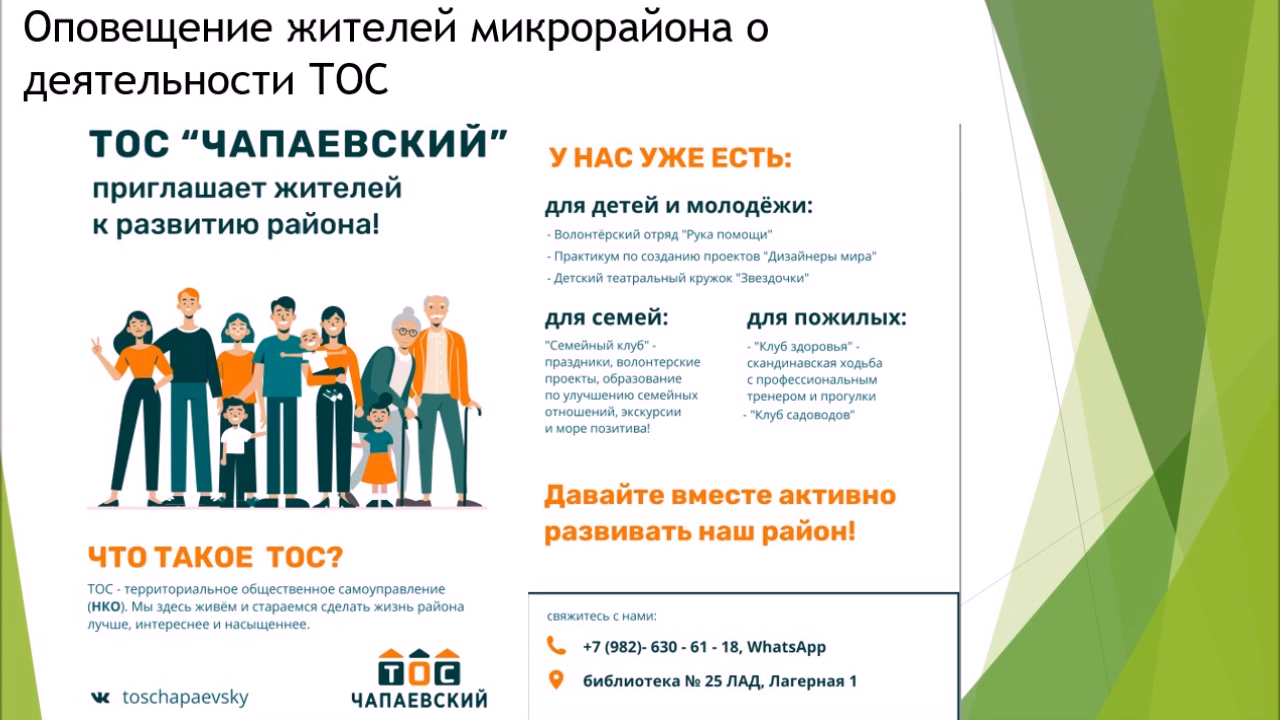 Оповещение жителей микрорайона о
деятельности ТОС
ТОС “ЧАПАЕВСКИЙ”
приглашает жителей
к развитию района!
ЧТО ТАКОЕ ТОС?
ТОС - территориальное общественное самоуправление
(НКО). Мы здесь живём и стараемся сделать жизнь района
лучше, интереснее и насыщеннее.
toschapaevsky
ТОС
ЧАПАЕВСКИЙ
У НАС УЖЕ ЕСТЬ:
для детей и молодёжи:
- Волонтёрский отряд "Рука помощи"
- Практикум по созданию проектов "Дизайнеры мира"
- Детский театральный кружок "Звездочки"
для семей:
"Семейный клуб" -
праздники, волонтерские
проекты, образование
по улучшению семейных
отношений, экскурсии
и море позитива!
для пожилых:
- "Клуб здоровья" -
скандинавская ходьба
с профессиональным
тренером и прогулки
- "Клуб садоводов"
Давайте вместе активно
развивать наш район!
свяжитесь с нами:
+7 (982)- 630 - 61 - 18, WhatsApp
библиотека № 25 ЛАД, Лагерная 1